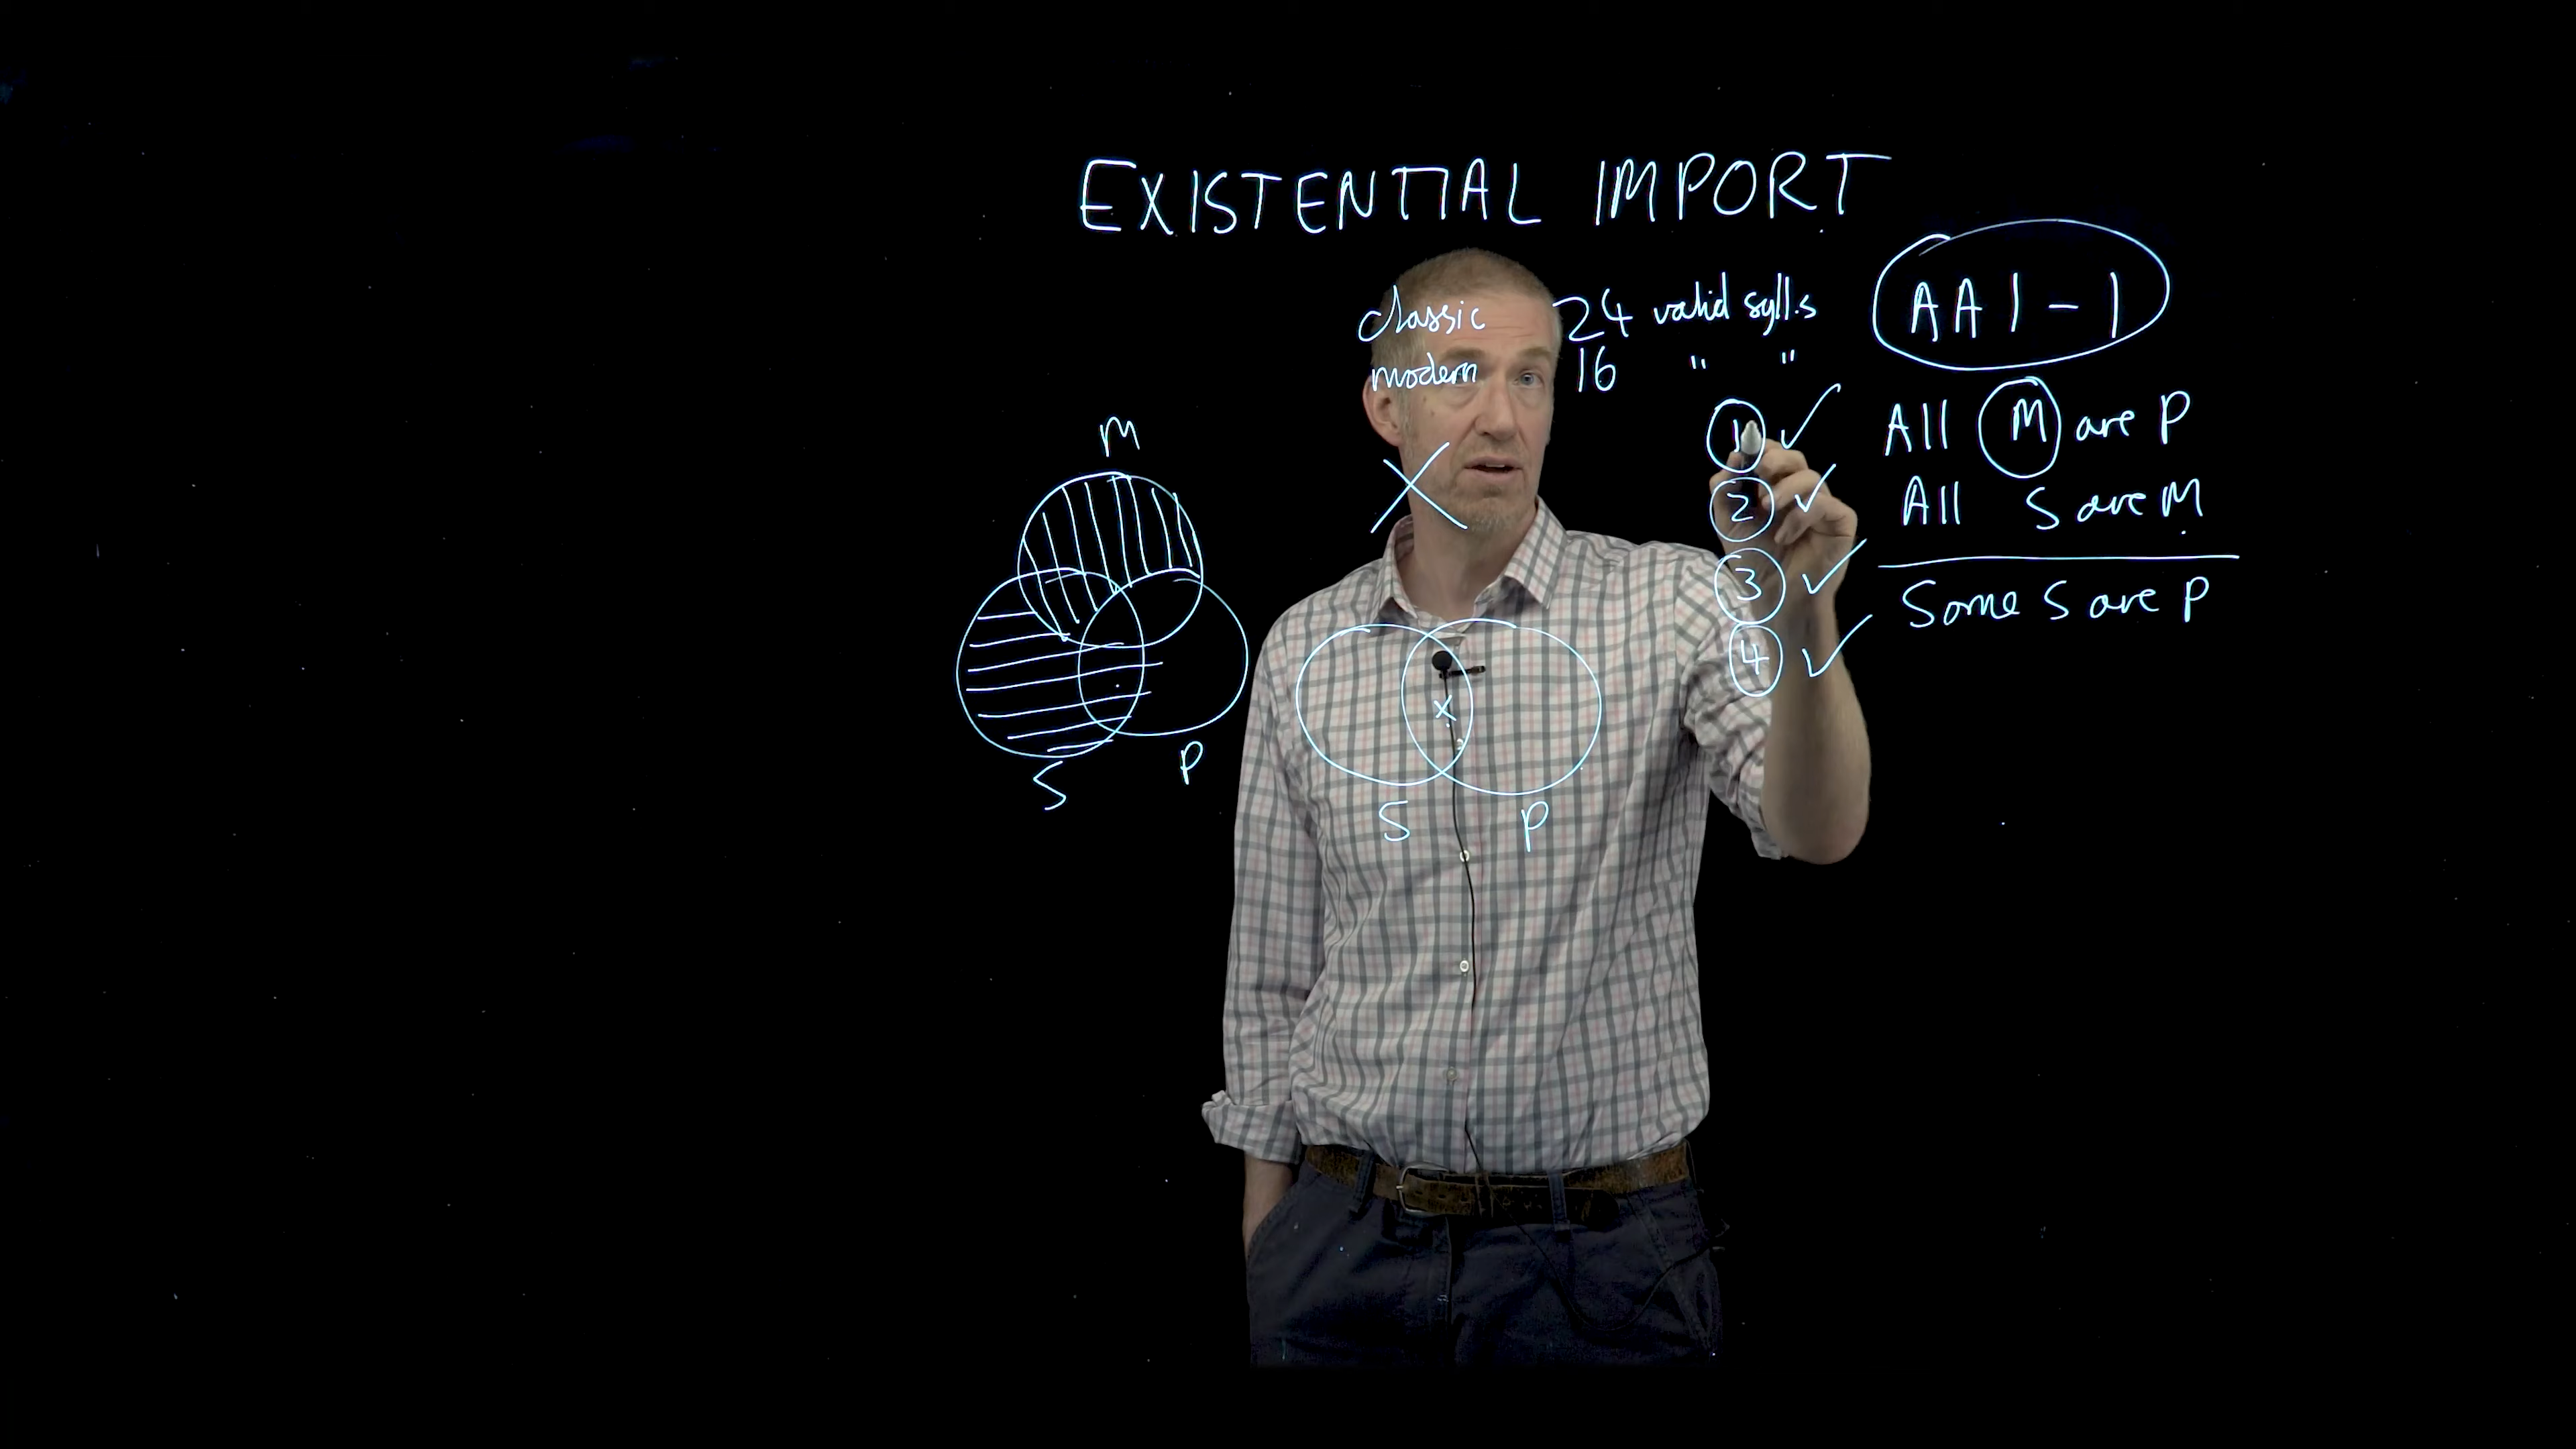 EXISTENTIAL IMPORT
classic 24 valid sylls
modern 16 " "
AAI-1
1 All M are P
2 All S are M
3 Some S are P
4
M
S
P
X
X
S
P